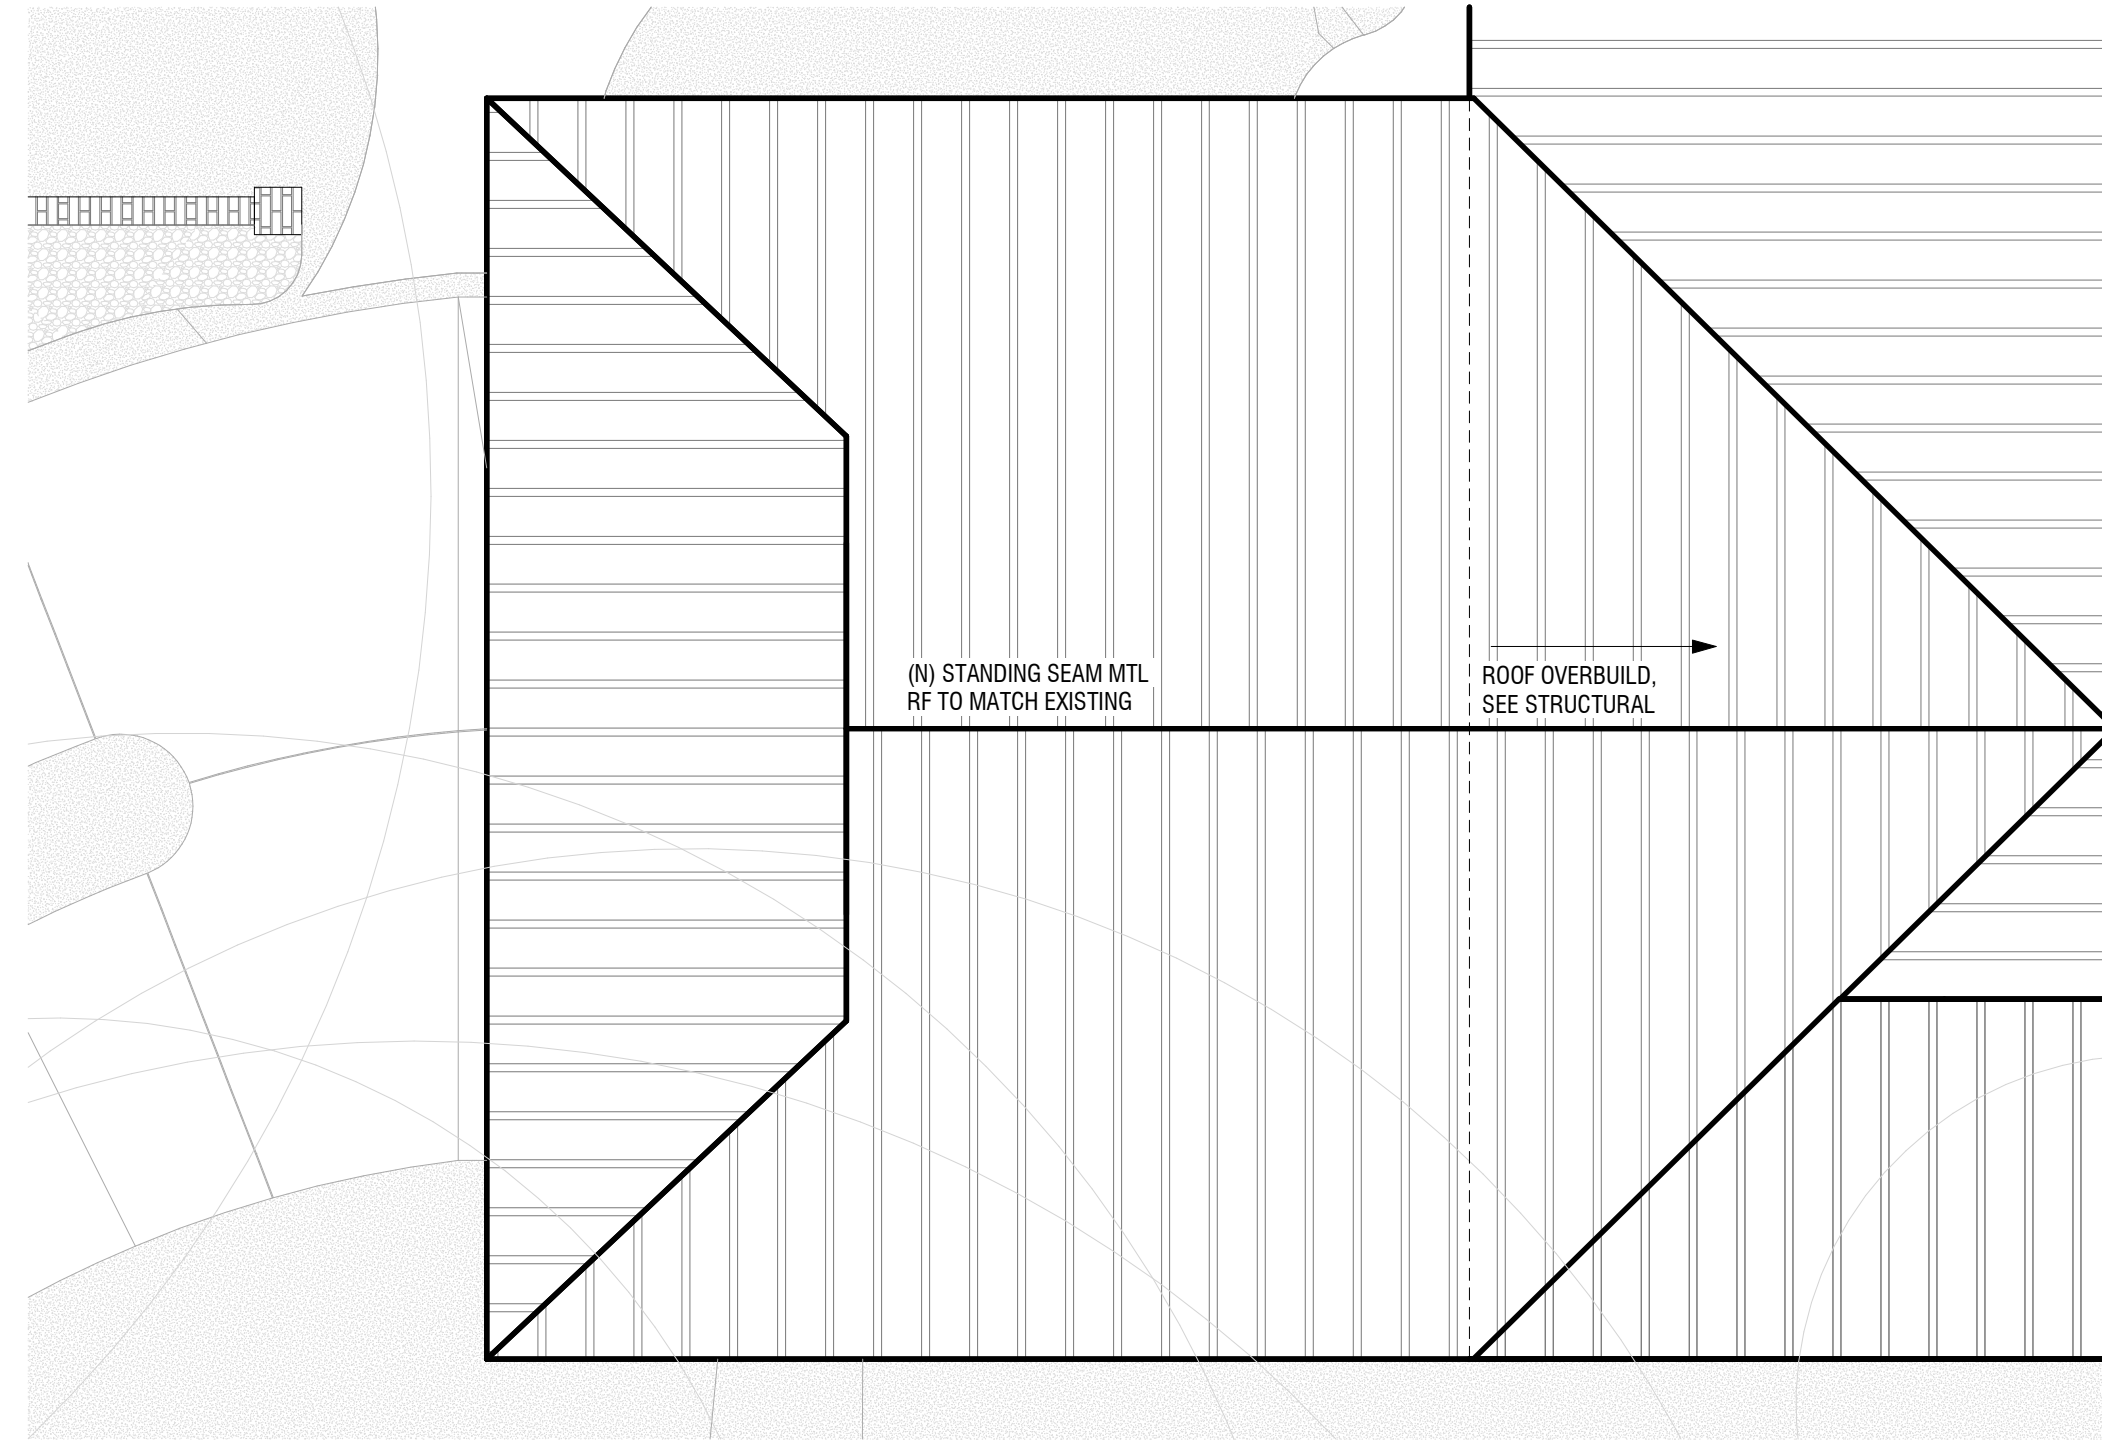 (N) STANDING SEAM MTL
RF TO MATCH EXISTING
ROOF OVERBUILD,
SEE STRUCTURAL